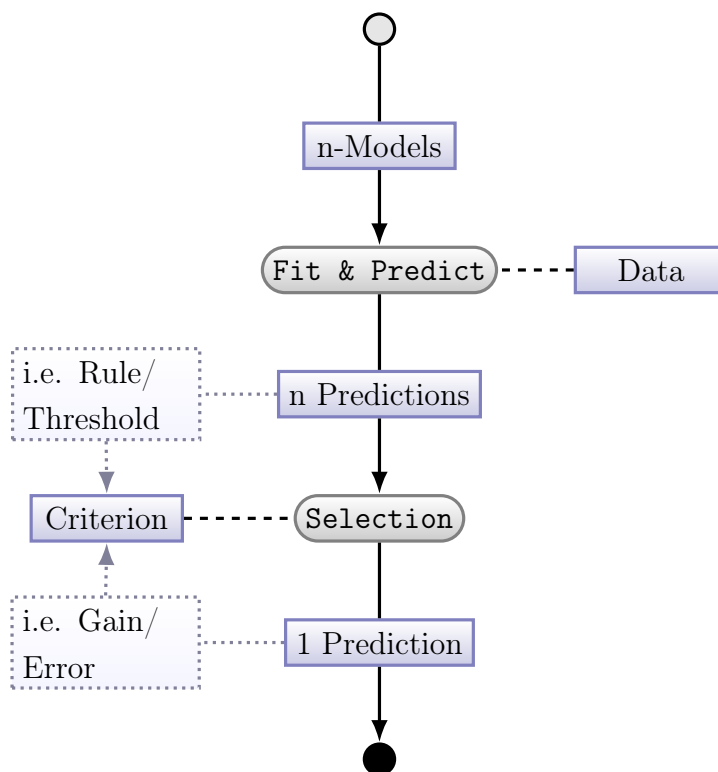 n-Models
Fit & Predict
Data
i.e. Rule/
Threshold
n Predictions
Criterion
Selection
i.e. Gain/
Error
1 Prediction